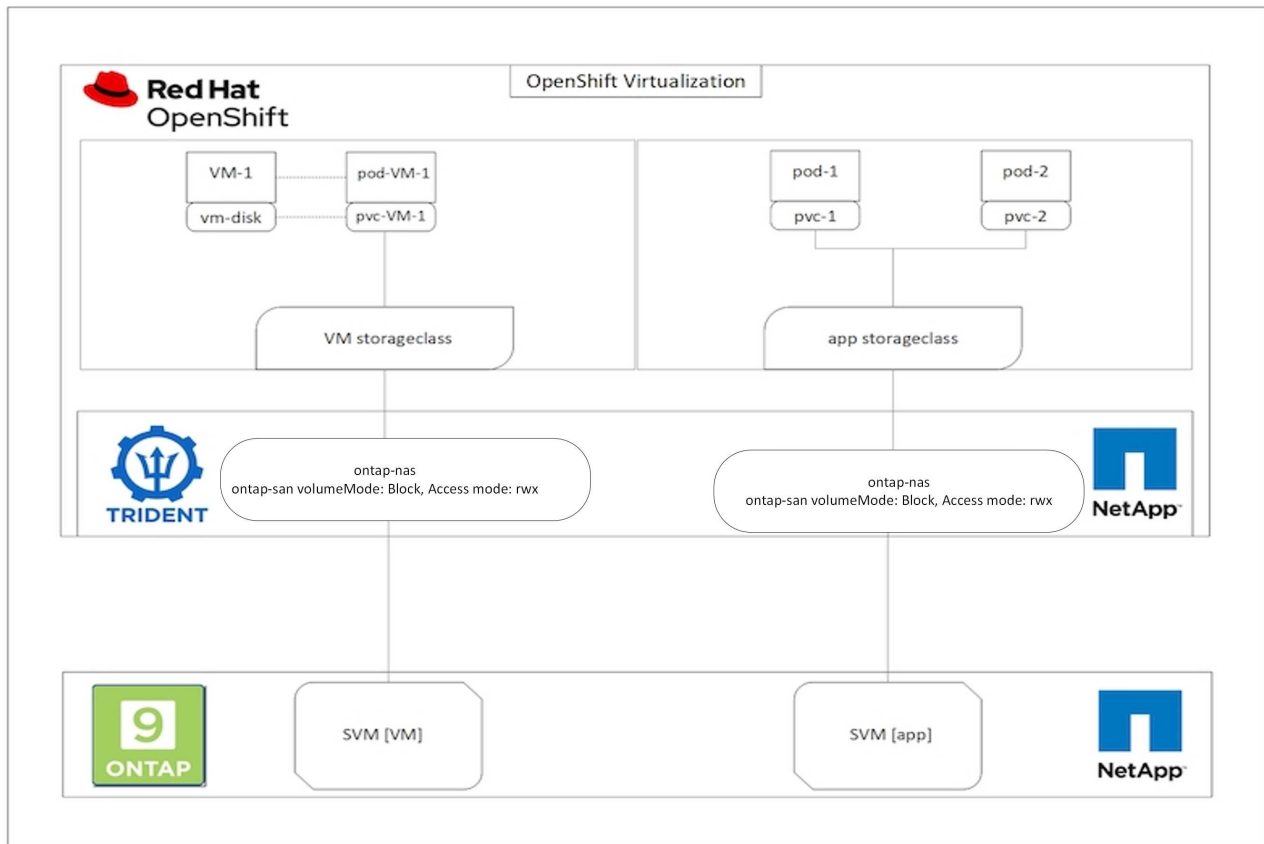 Red Hat
OpenShift
OpenShift Virtualization
VM-1
pod-VM-1
vm-disk
pvc-VM-1
pod-1
pod-2
pvc-1
pvc-2
VM storageclass
app storageclass
TRIDENT
ontap-nas
ontap-san volumeMode: Block, Access mode: rwx
ontap-nas
ontap-san volumeMode: Block, Access mode: rwx
NetApp™
9
ONTAP
SVM [VM]
SVM [app]
NetApp™